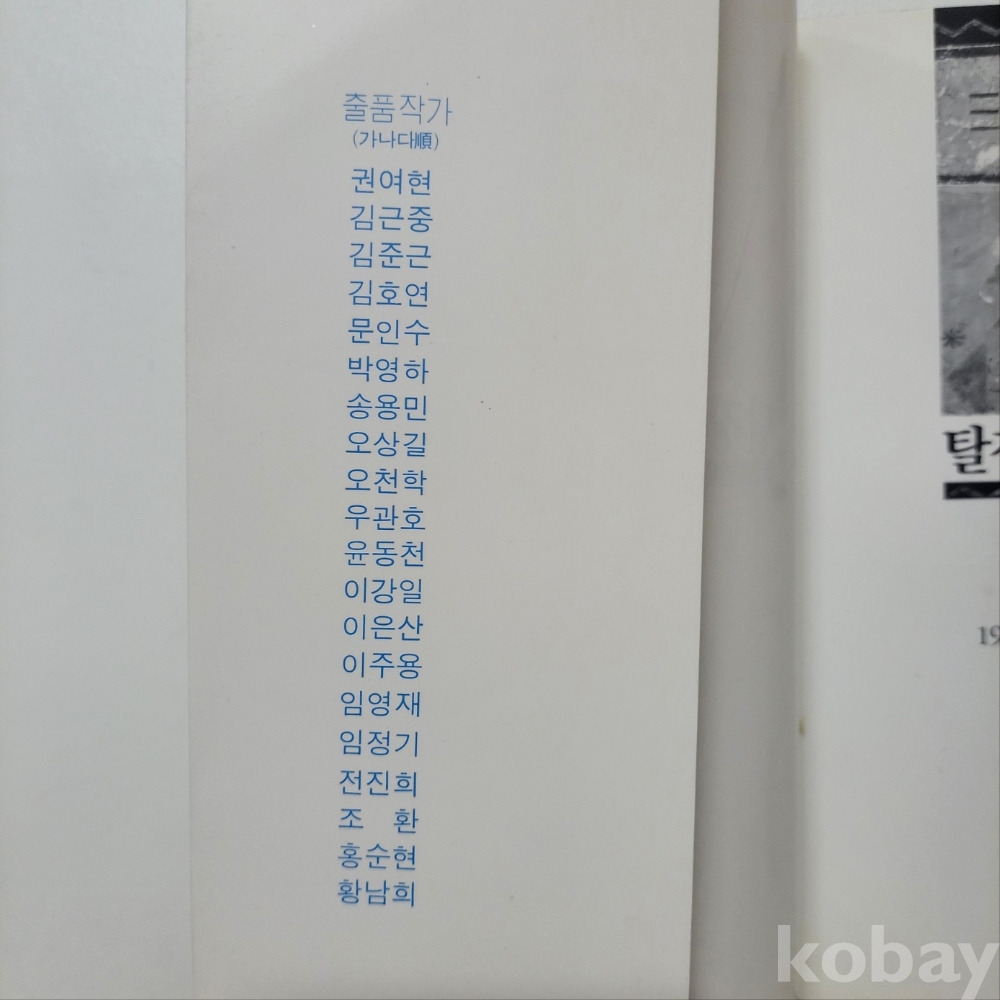 출품작가
(가나다順)
권여현
김근중
김준근
김호연
문인수
박영하
송용민
오상길
오천학
우관호
윤동천
이강일
이은산
이주용
임영재
임정기
전진희
조 환
홍순현
황남희
탈
19
kobay